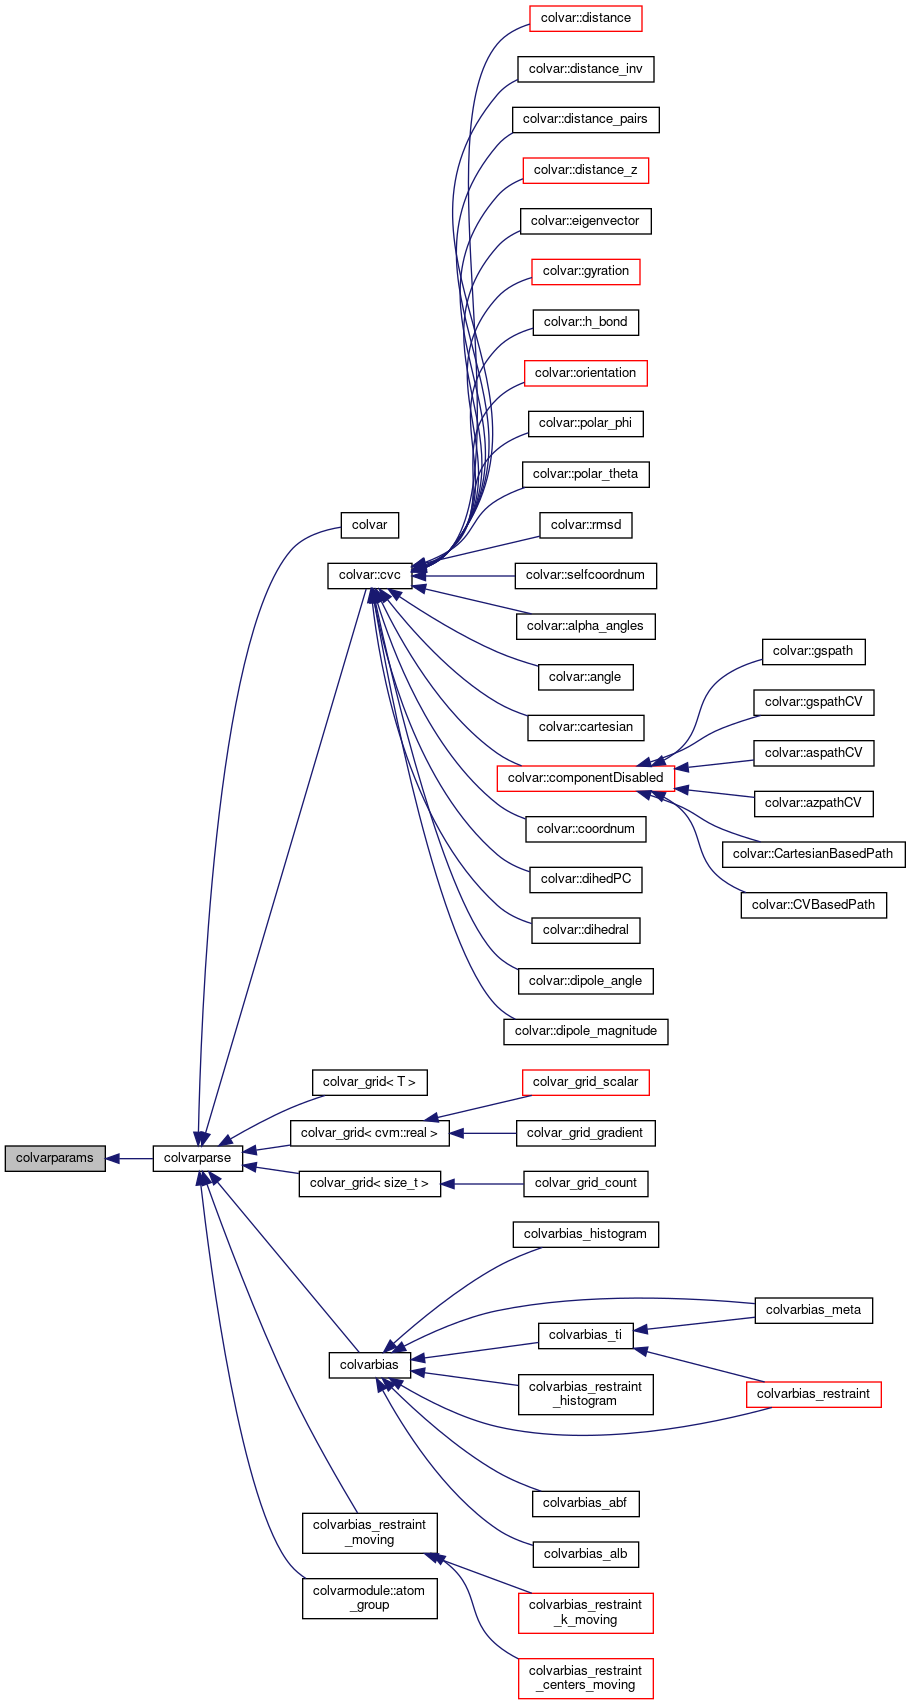 colvar::distance
colvar::distance_inv
colvar::distance_pairs
colvar::distance_z
colvar::eigenvector
colvar::gyration
colvar::h_bond
colvar::orientation
colvar::polar_phi
colvar::polar_theta
colvar
colvar::rmsd
colvar::cvc
colvar::selfcoordnum
colvar::alpha_angles
colvar::gspath
colvar::angle
colvar::gspathCV
colvar::cartesian
colvar::aspathCV
colvar::componentDisabled
colvar::azpathCV
colvar::coordnum
colvar::CartesianBasedPath
colvar::dihedPC
colvar::CVBasedPath
colvar::dihedral
colvar::dipole_angle
colvar::dipole_magnitude
colvar_grid< T >
colvar_grid_scalar
colvar_grid< cvm::real >
colvar_grid_gradient
colvarparams
colvarparse
colvar_grid< size_t >
colvar_grid_count
colvarbias_histogram
colvarbias_meta
colvarbias_ti
colvarbias
colvarbias_restraint
_histogram
colvarbias_restraint
colvarbias_abf
colvarbias_restraint
_moving
colvarbias_alb
colvarmodule::atom
_group
colvarbias_restraint
_k_moving
colvarbias_restraint
_centers_moving